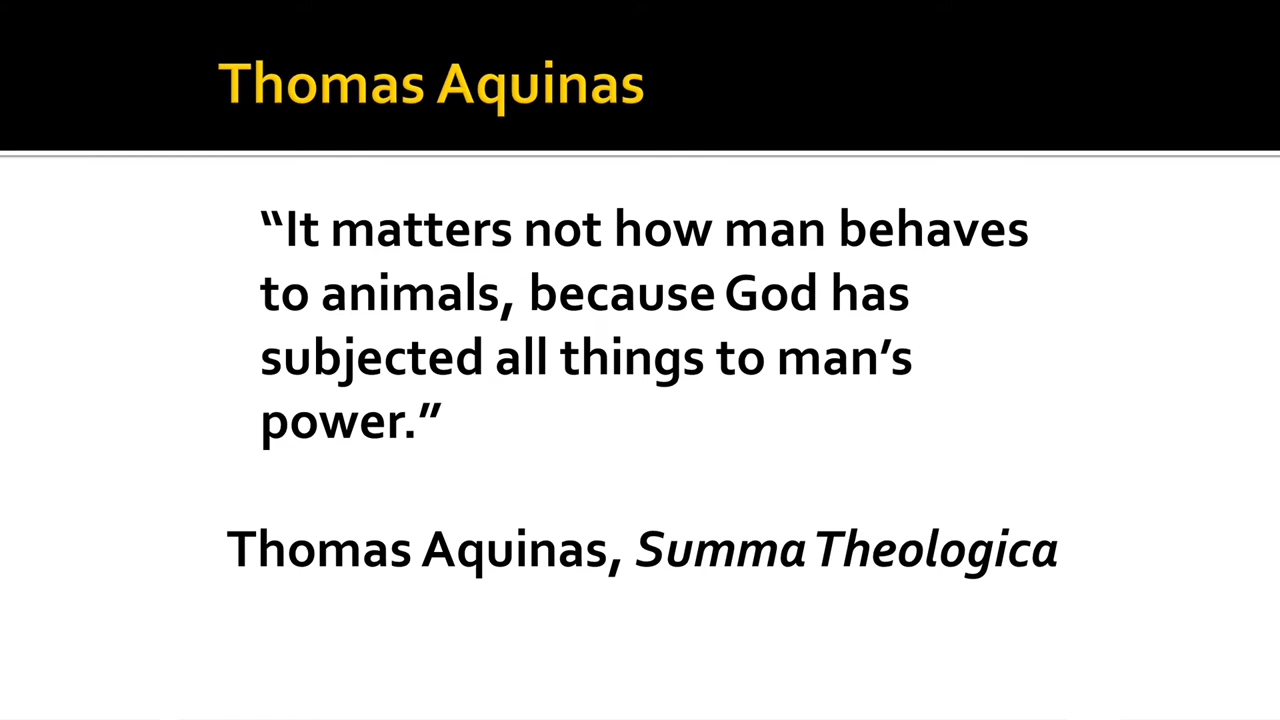 Thomas Aquinas
“It matters not how man behaves
to animals, because God has
subjected all things to man’s
power.”
Thomas Aquinas, Summa Theologica